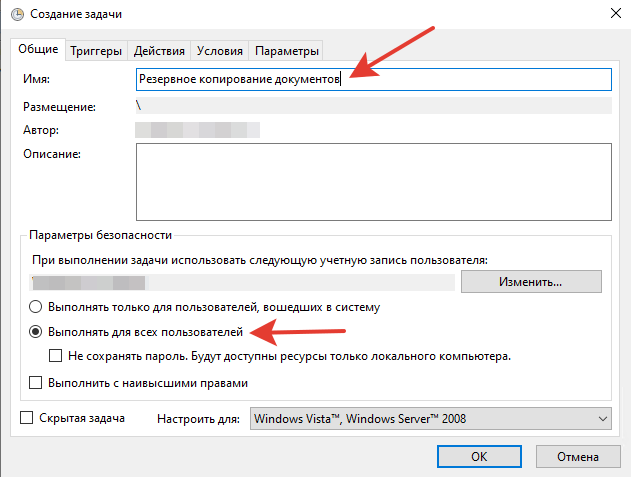 Создание задачи
Общие Триггеры Действия Условия Параметры
Имя: Резервное копирование документов
Размещение: \
Автор:
Описание:
Параметры безопасности
При выполнении задачи использовать следующую учетную запись пользователя:
Изменить...
Выполнять только для пользователей, вошедших в систему
Выполнять для всех пользователей
Не сохранять пароль. Будут доступны ресурсы только локального компьютера.
Выполнить с наивысшими правами
Скрытая задача Настроить для: Windows Vista™, Windows Server™ 2008
OK Отмена